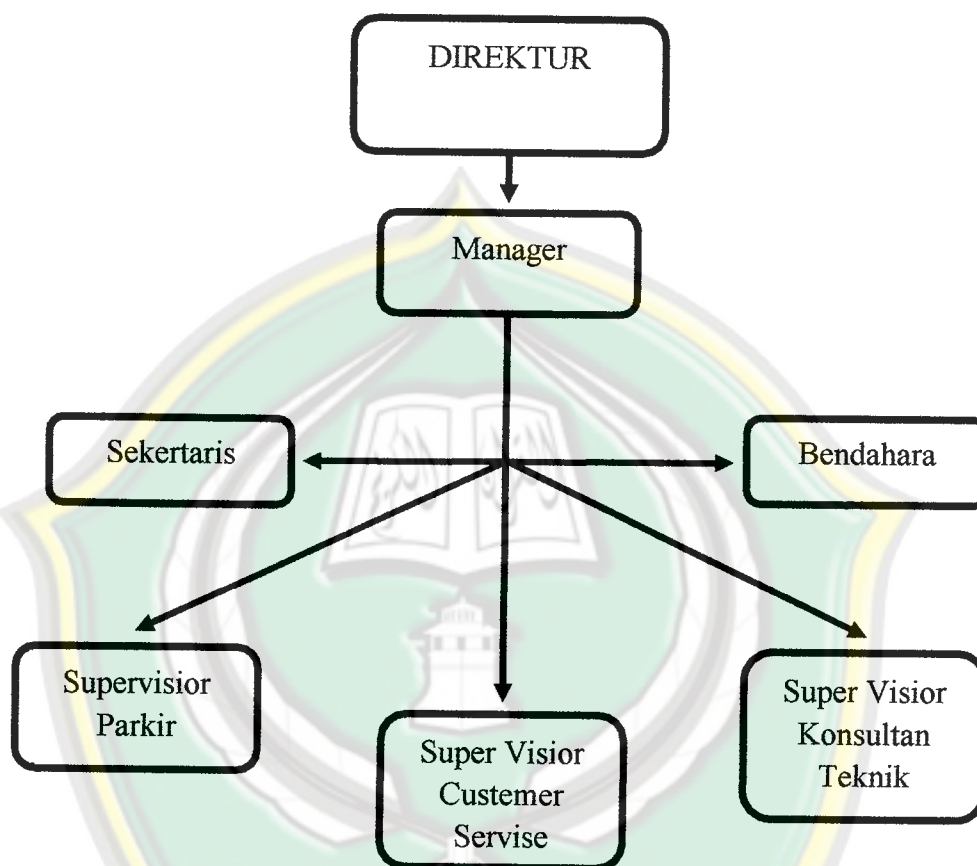 DIREKTUR
Manager
Sekertaris
Bendahara
Supervisior
Parkir
Super Visior
Custemer
Servise
Super Visior
Konsultan
Teknik